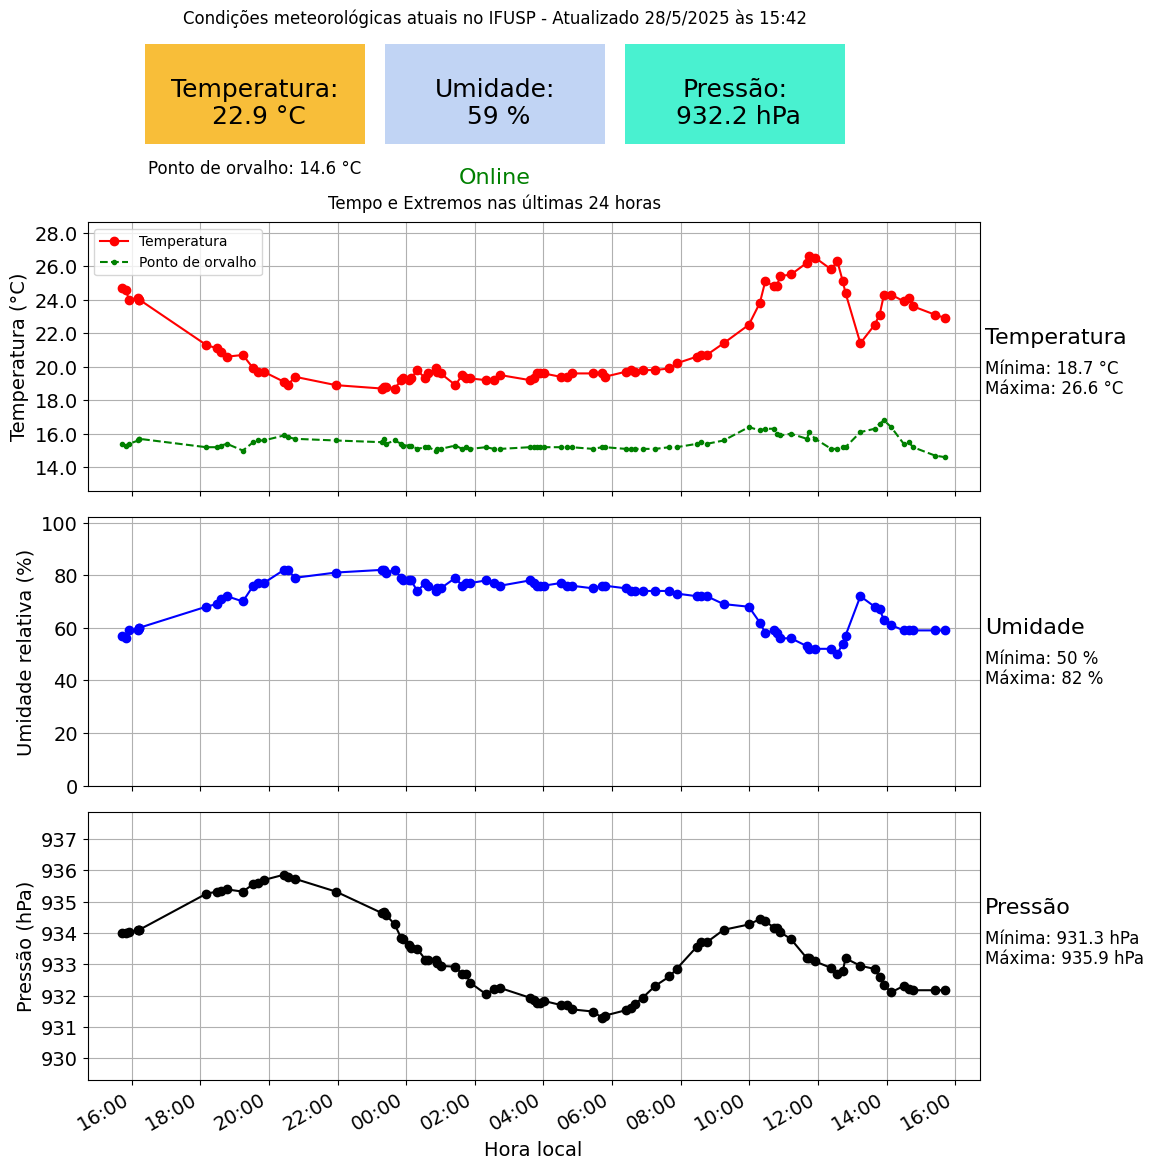 Condições meteorológicas atuais no IFUSP - Atualizado 28/5/2025 às 15:42
Temperatura:
22.9 °C
Umidade:
59 %
Pressão:
932.2 hPa
Ponto de orvalho: 14.6 °C
Online
Tempo e Extremos nas últimas 24 horas
Temperatura (°C)
28.0
26.0
24.0
22.0
20.0
18.0
16.0
14.0
Temperatura
Ponto de orvalho
Temperatura
Mínima: 18.7 °C
Máxima: 26.6 °C
Umidade relativa (%)
100
80
60
40
20
0
Umidade
Mínima: 50 %
Máxima: 82 %
Pressão (hPa)
937
936
935
934
933
932
931
930
Pressão
Mínima: 931.3 hPa
Máxima: 935.9 hPa
16:00 18:00 20:00 22:00 00:00 02:00 04:00 06:00 08:00 10:00 12:00 14:00 16:00
Hora local